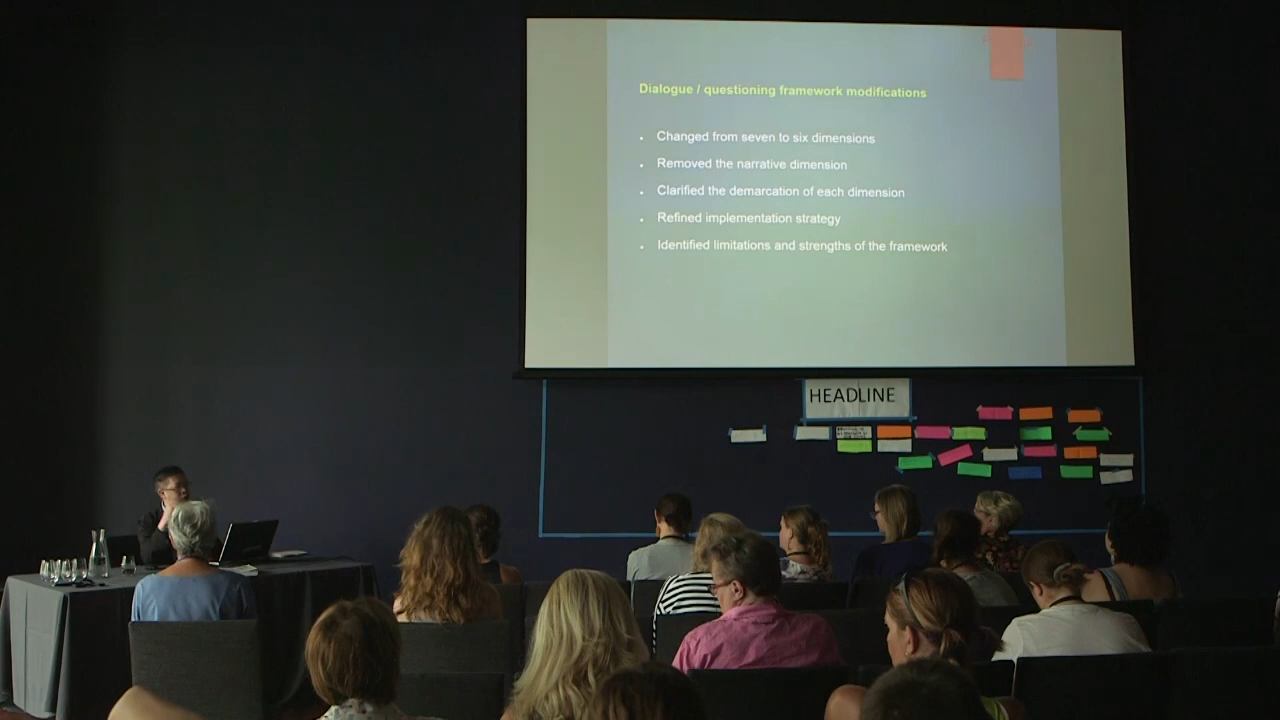 Dialogue / questioning framework modifications
Changed from seven to six dimensions
Removed the narrative dimension
Clarified the demarcation of each dimension
Refined implementation strategy
Identified limitations and strengths of the framework
HEADLINE